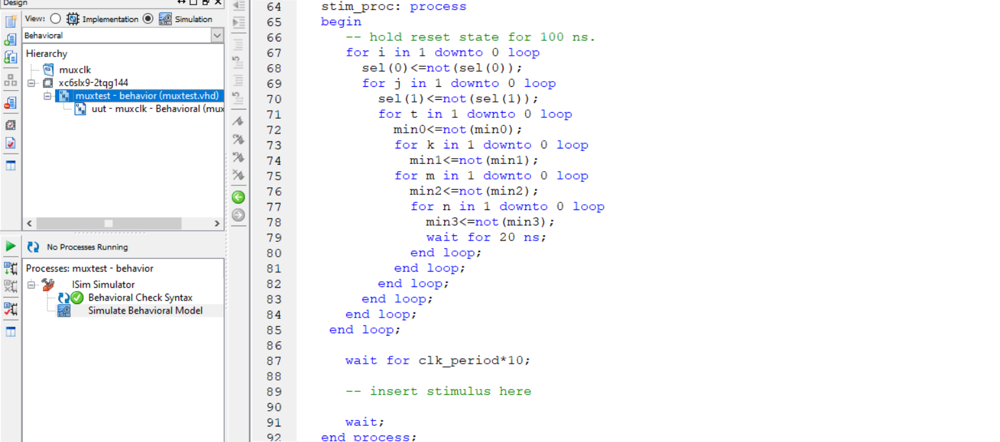 Design
View: Implementation Simulation
Behavioral
Hierarchy
muxclk
xc6slx9-2tqg144
muxtest - behavior (muxtest.vhd)
uut - muxclk - Behavioral (mux
No Processes Running
Processes: muxtest - behavior
ISim Simulator
Behavioral Check Syntax
Simulate Behavioral Model
64 stim_proc: process
65 begin
66 -- hold reset state for 100 ns.
67 for i in 1 downto 0 loop
68 sel(0)<=not(sel(0));
69 for j in 1 downto 0 loop
70 sel(1)<=not(sel(1));
71 for t in 1 downto 0 loop
72 min0<=not(min0);
73 for k in 1 downto 0 loop
74 min1<=not(min1);
75 for m in 1 downto 0 loop
76 min2<=not(min2);
77 for n in 1 downto 0 loop
78 min3<=not(min3);
79 wait for 20 ns;
80 end loop;
81 end loop;
82 end loop;
83 end loop;
84 end loop;
85 end loop;
86
87 wait for clk_period*10;
88
89 -- insert stimulus here
90
91 wait;
92 end process;